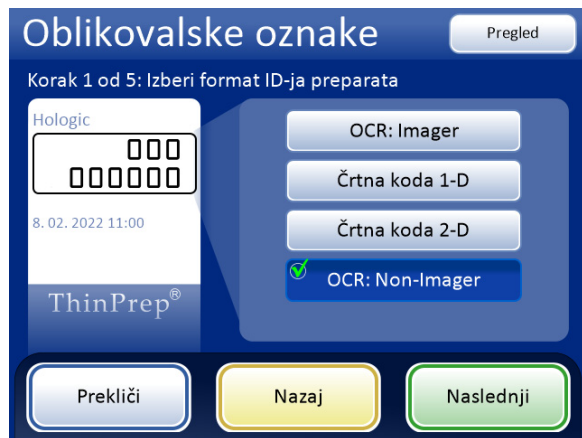 Oblikovalske oznake
Pregled
Korak 1 od 5: Izberi format ID-ja preparata
Hologic
000
000000
8. 02. 2022 11:00
ThinPrep®
OCR: Imager
Črtna koda 1-D
Črtna koda 2-D
OCR: Non-Imager
Prekliči
Nazaj
Naslednji